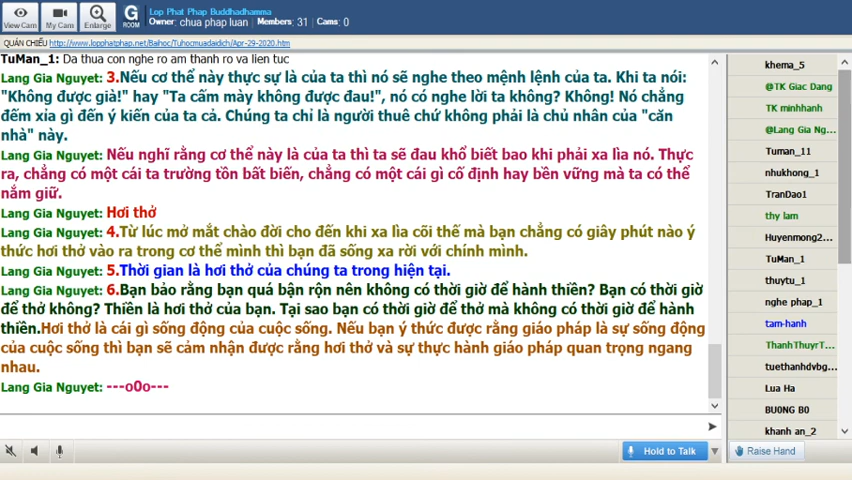 Lop Phat Phap Buddhadhamma
Owner: chua phap luan Members: 31 Cams: 0
View Cam
My Cam
Enlarge
G
ROOM
QUÁN CHIẾU http://www.lopphatphap.net/Baihoc/Tuhocmuadaidich/Apr-29-2020.htm
TuMan_1: Da thua con nghe ro am thanh ro va lien tuc
Lang Gia Nguyet: 3.Nếu cơ thể này thực sự là của ta thì nó sẽ nghe theo mệnh lệnh của ta. Khi ta nói:
"Không được già!" hay "Ta cấm mày không được đau!", nó có nghe lời ta không? Không! Nó chẳng
đếm xỉa gì đến ý kiến của ta cả. Chúng ta chỉ là người thuê chứ không phải là chủ nhân của "căn
nhà" này.
Lang Gia Nguyet: Nếu nghĩ rằng cơ thể này là của ta thì ta sẽ đau khổ biết bao khi phải xa lìa nó. Thực
ra, chẳng có một cái ta trường tồn bất biến, chẳng có một cái gì cố định hay bền vững mà ta có thể
nắm giữ.
Lang Gia Nguyet: Hơi thở
Lang Gia Nguyet: 4.Từ lúc mở mắt chào đời cho đến khi xa lìa cõi thế mà bạn chẳng có giây phút nào ý
thức hơi thở vào ra trong cơ thể mình thì bạn đã sống xa rời với chính mình.
Lang Gia Nguyet: 5.Thời gian là hơi thở của chúng ta trong hiện tại.
Lang Gia Nguyet: 6.Bạn bảo rằng bạn quá bận rộn nên không có thời giờ để hành thiền? Bạn có thời giờ
để thở không? Thiền là hơi thở của bạn. Tại sao bạn có thời giờ để thở mà không có thời giờ để hành
thiền.Hơi thở là cái gì sống động của cuộc sống. Nếu bạn ý thức được rằng giáo pháp là sự sống động
của cuộc sống thì bạn sẽ cảm nhận được rằng hơi thở và sự thực hành giáo pháp quan trọng ngang
nhau.
Lang Gia Nguyet: ---o0o---
Hold to Talk
khema_5
@TK Giac Dang
TK minhhanh
@Lang Gia Ng...
Tuman_11
nhukhong_1
TranDao1
thy lam
Huyenmong2...
TuMan_1
thuytu_1
nghe phap_1
tam-hanh
ThanhThuyrT...
tuethanhdvbg...
Lua Ha
BU0NG B0
khanh an_2
Raise Hand